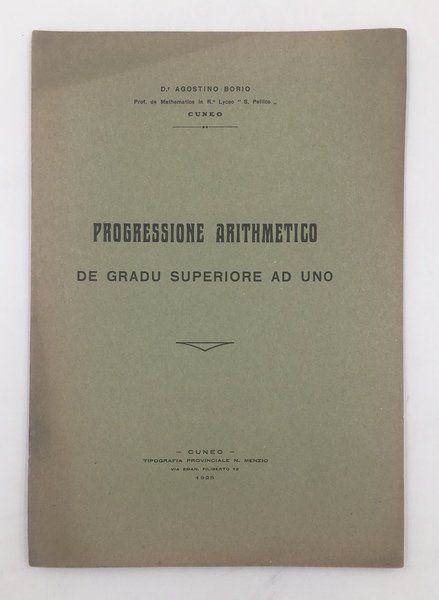 D.r AGOSTINO BORIO
Prof. de Mathematica in R.o Lyceo " S. Pellico „
CUNEO
PROGRESSIONE ARITHMETICO
DE GRADU SUPERIORE AD UNO
– CUNEO –
TIPOGRAFIA PROVINCIALE N. MENZIO
VIA EMAN. FILIBERTO 12
1925